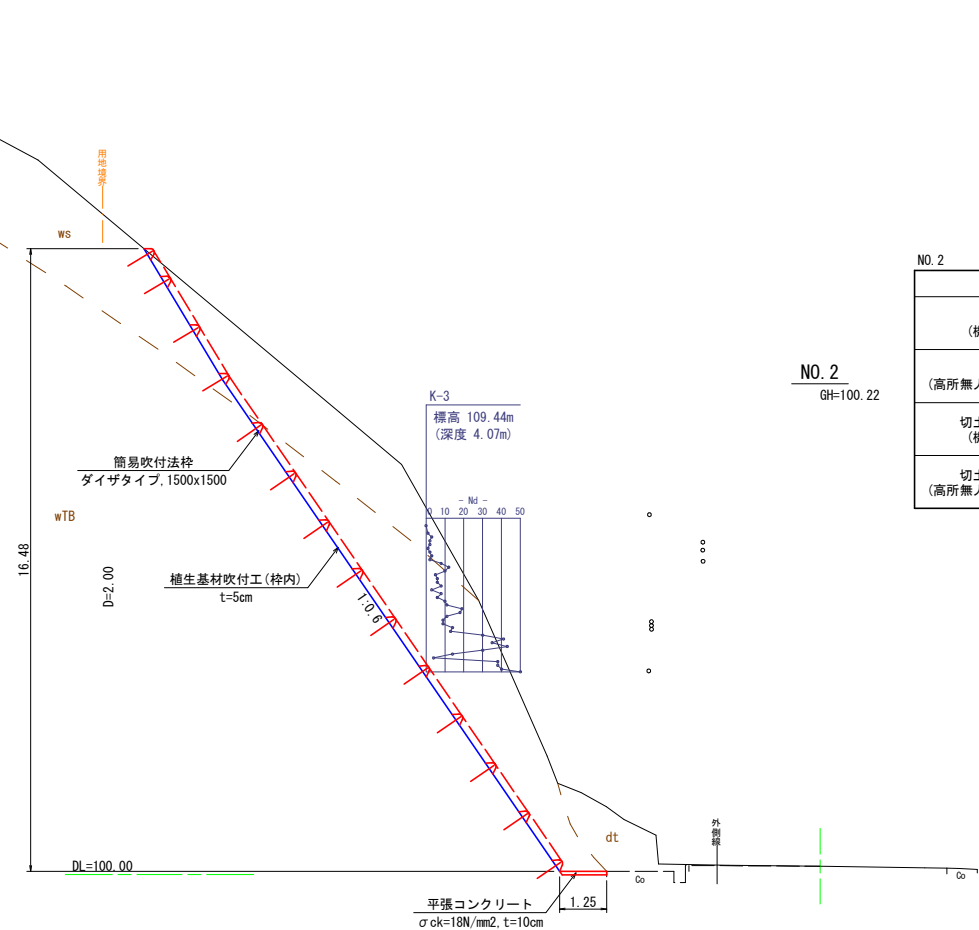 用地境界
ws
NO. 2
(高所無
切土
(高所無
切土
NO. 2
GH=100.22
K-3
標高 109.44m
(深度 4.07m)
- Nd -
0 10 20 30 40 50
簡易吹付法枠
ダイザタイプ, 1500x1500
wTB
16.48
D=2.00
植生基材吹付工(枠内)
t=5cm
1:0.6
外側線
dt
DL=100.00
Co
Co
平張コンクリート
σck=18N/mm2, t=10cm
1.25